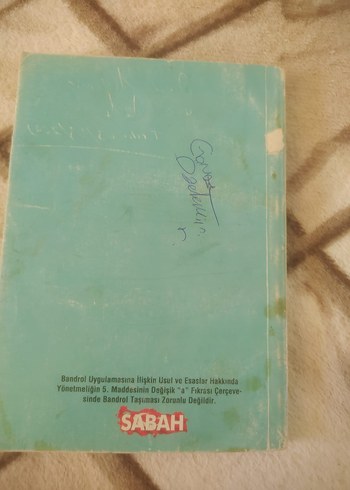 Bandrol Uygulamasına İlişkin Usul ve Esaslar Hakkında
Yönetmeliğin 5. Maddesinin Değişik "a" Fıkrası Çerçeve-
sinde Bandrol Taşıması Zorunlu Değildir.
SABAH